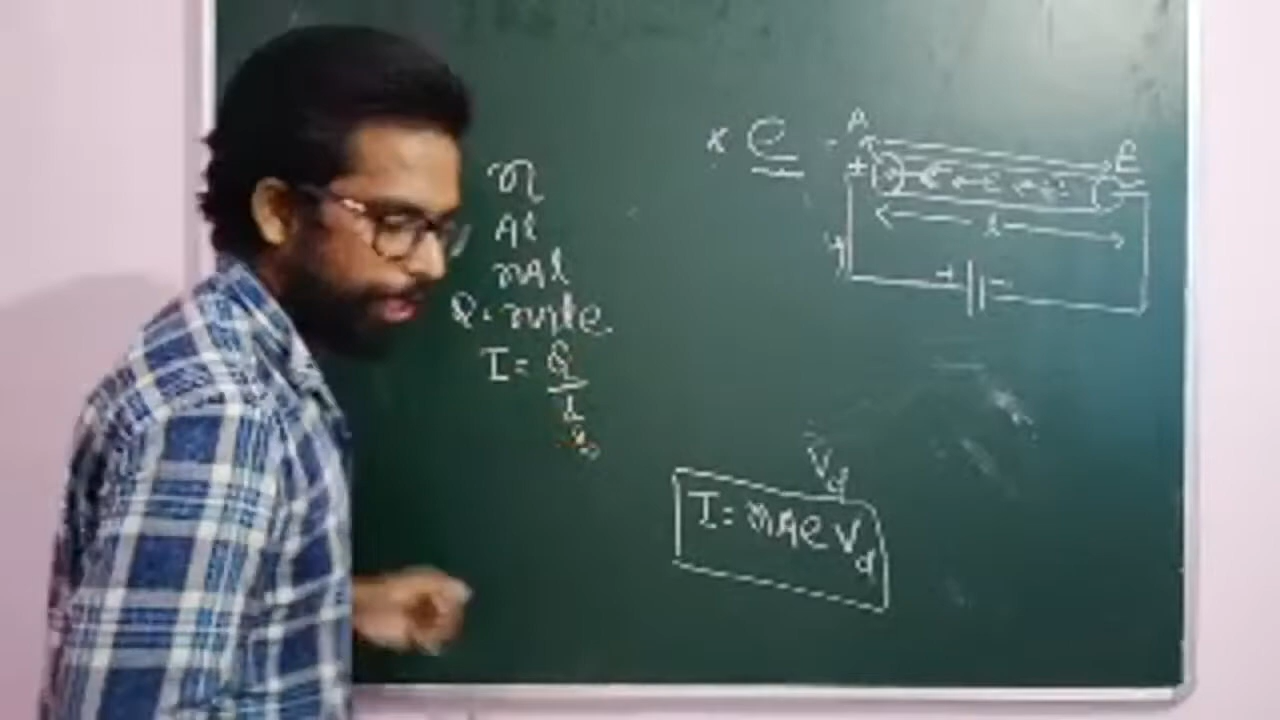 n
Al
nAl
Q = nAle
I = Q
t
* e
A
+
E
l
+ -
Vd
I = nAeVd